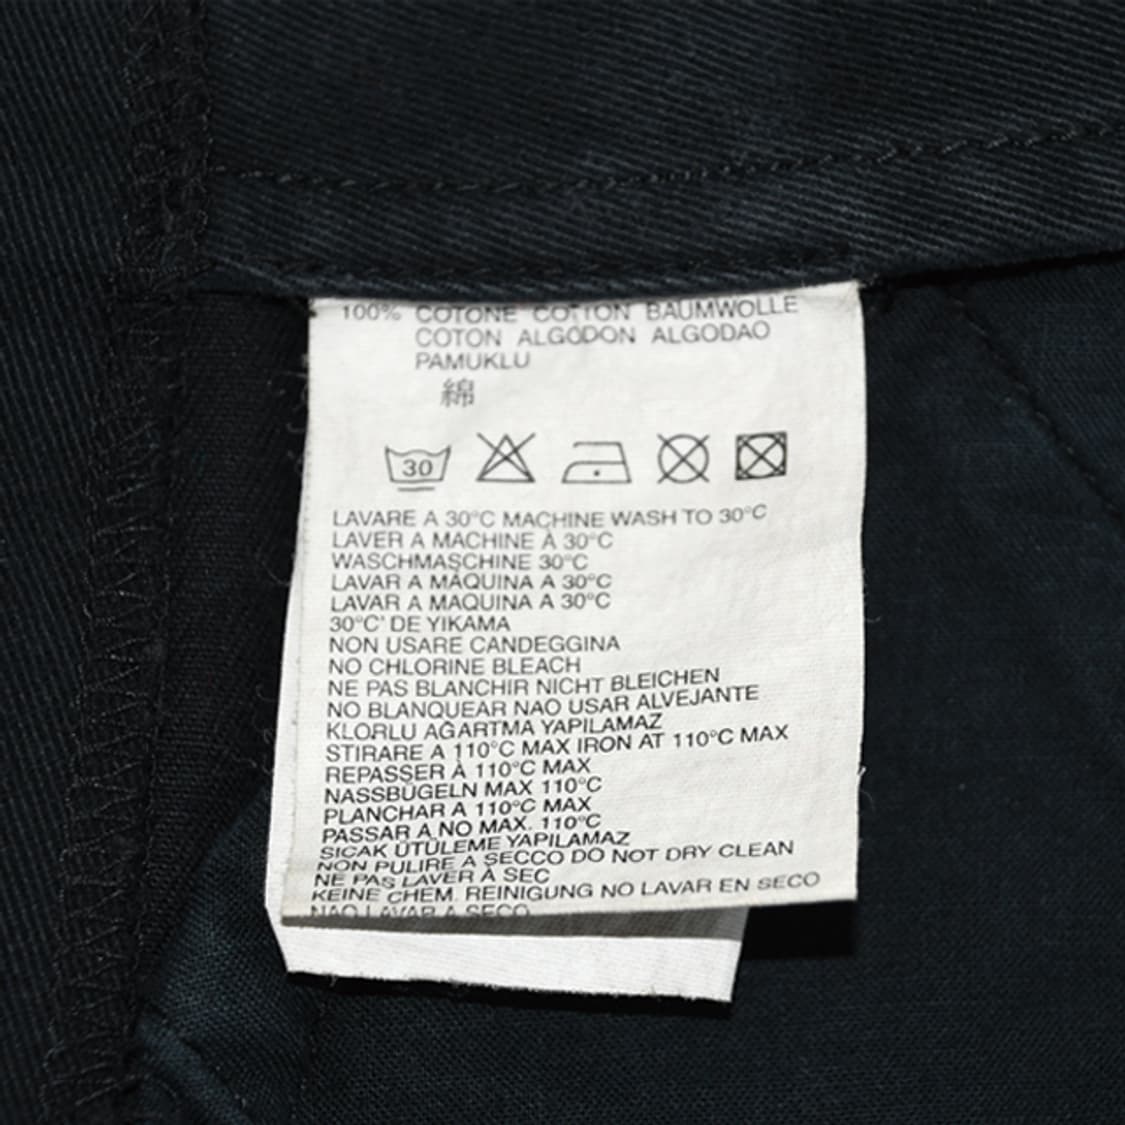 100% COTONE COTTON BAUMWOLLE
COTON ALGODON ALGODAO
PAMUKLU
綿
30
LAVARE A 30°C MACHINE WASH TO 30°C
LAVER A MACHINE À 30°C
WASCHMASCHINE 30°C
LAVAR A MÁQUINA A 30°C
LAVAR A MAQUINA A 30°C
30°C' DE YIKAMA
NON USARE CANDEGGINA
NO CHLORINE BLEACH
NE PAS BLANCHIR NICHT BLEICHEN
NO BLANQUEAR NAO USAR ALVEJANTE
KLORLU AĞARTMA YAPILAMAZ
STIRARE A 110°C MAX IRON AT 110°C MAX
REPASSER À 110°C MAX
NASSBÜGELN MAX 110°C
PLANCHAR A 110°C MAX
PASSAR A NO MAX. 110°C
SICAK ÜTÜLEME YAPILAMAZ
NON PULIRE A SECCO DO NOT DRY CLEAN
NE PAS LAVER À SEC
KEINE CHEM. REINIGUNG NO LAVAR EN SECO
NAO LAVAR A SECO